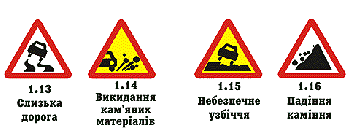 1.13
Слизька
дорога
1.14
Викидання
кам'яних
матеріалів
1.15
Небезпечне
узбіччя
1.16
Падіння
каміння